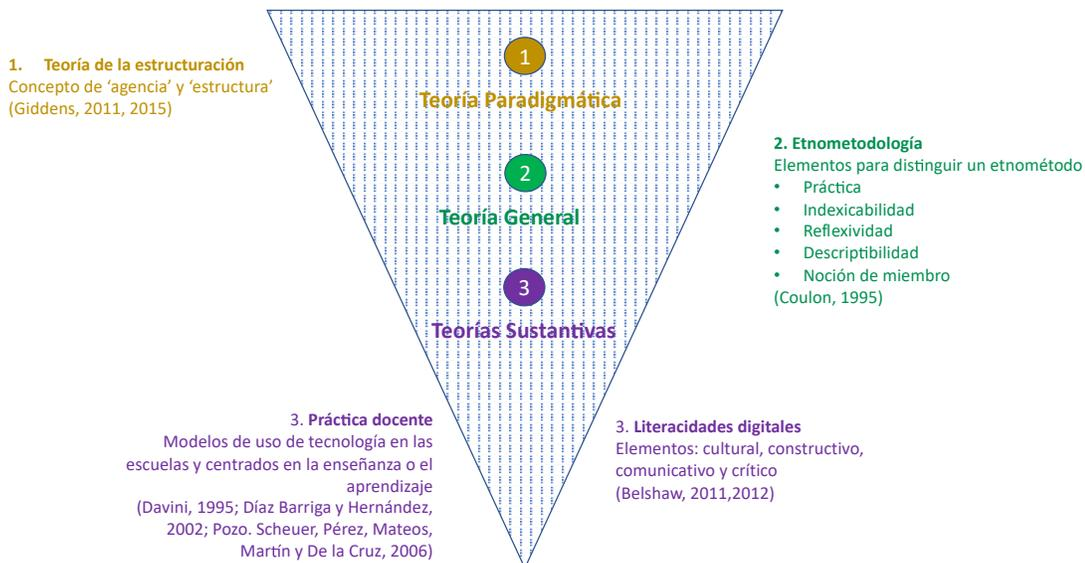 1. Teoría de la estructuración
Concepto de ‘agencia’ y ‘estructura’
(Giddens, 2011, 2015)
1
Teoría Paradigmática
2
Teoría General
3
Teorías Sustantivas
2. Etnometodología
Elementos para distinguir un etnométodo
• Práctica
• Indexicabilidad
• Reflexividad
• Descriptibilidad
• Noción de miembro
(Coulon, 1995)
3. Práctica docente
Modelos de uso de tecnología en las
escuelas y centrados en la enseñanza o el
aprendizaje
(Davini, 1995; Díaz Barriga y Hernández,
2002; Pozo. Scheuer, Pérez, Mateos,
Martín y De la Cruz, 2006)
3. Literacidades digitales
Elementos: cultural, constructivo,
comunicativo y crítico
(Belshaw, 2011,2012)